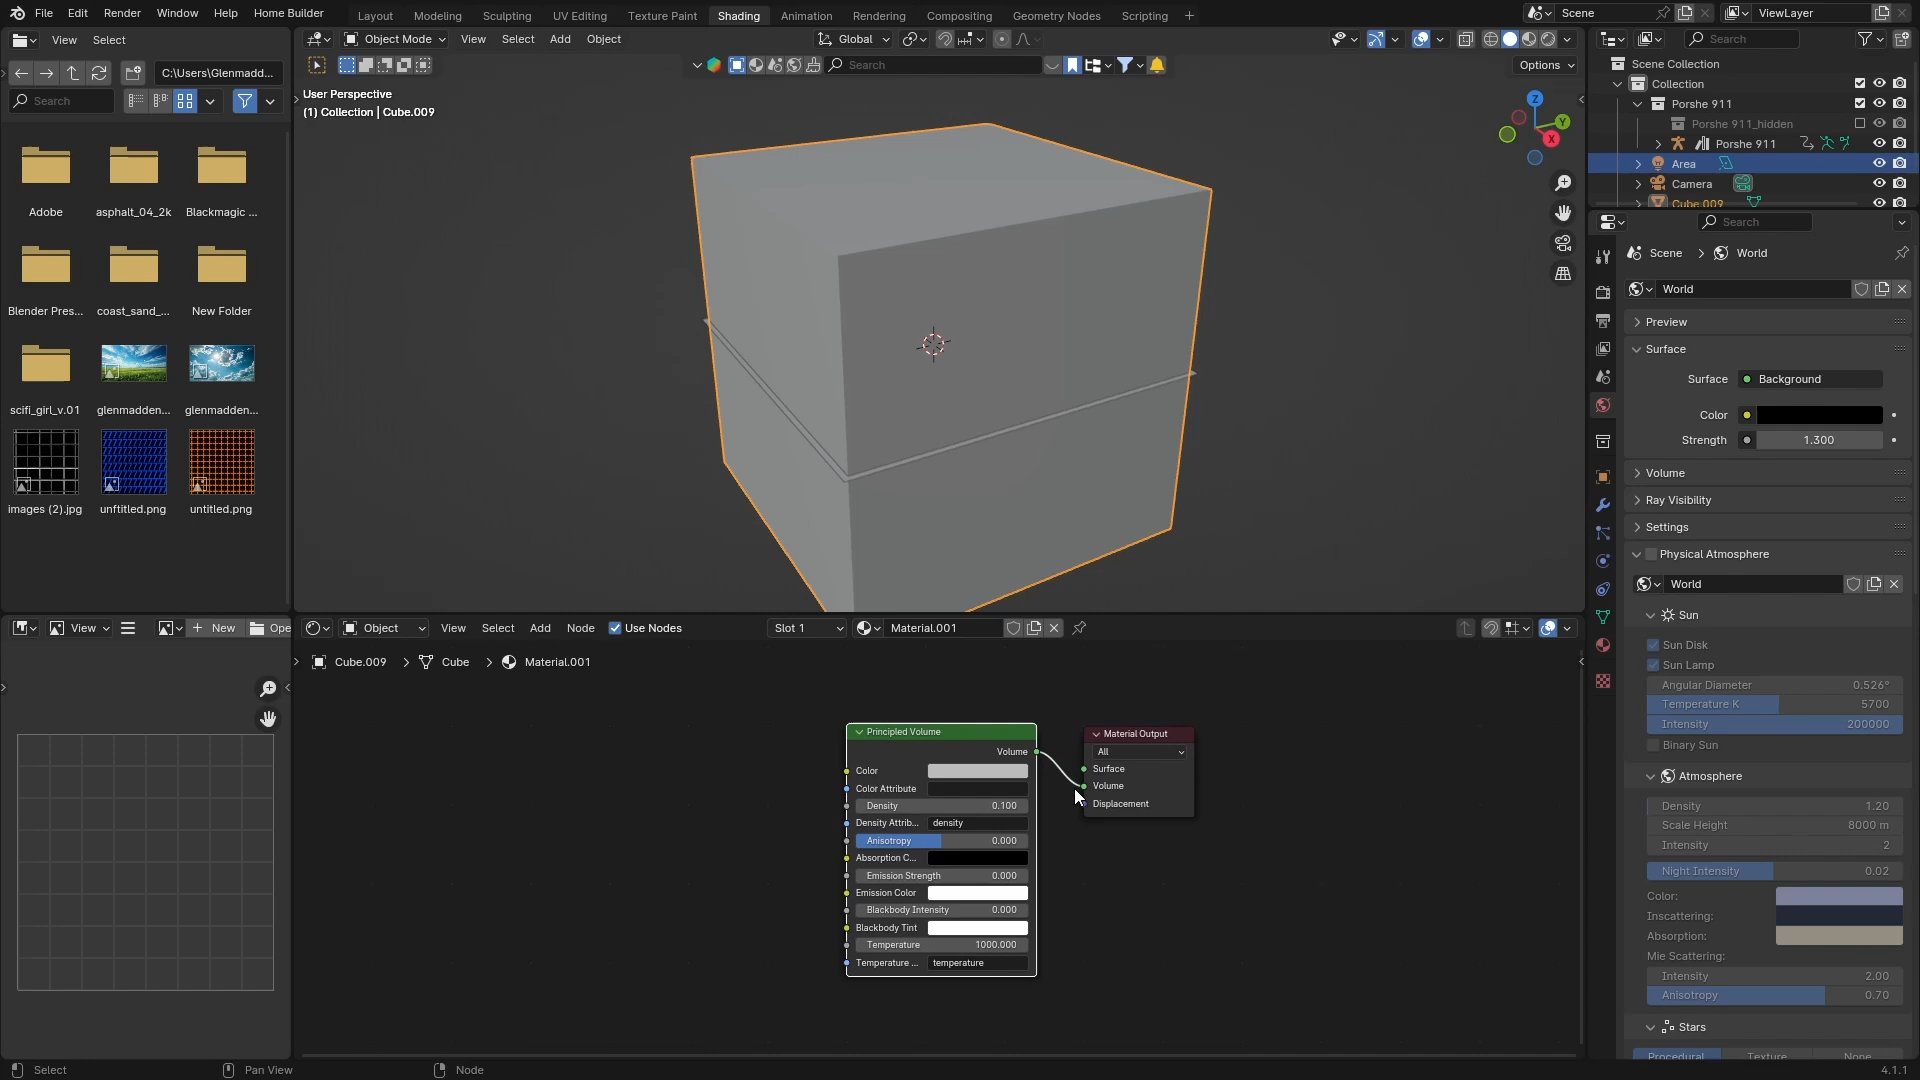 File Edit Render Window Help Home Builder Layout Modeling Sculpting UV Editing Texture Paint Shading Animation Rendering Compositing Geometry Nodes Scripting + Scene ViewLayer
View Select
Object Mode View Select Add Object Global
Search
C:\Users\Glenmadd...
Search
Adobe asphalt_04_2k Blackmagic ...
Blender Pres... coast_sand_... New Folder
scifi_girl_v.01 glenmadden... glenmadden...
images (2).jpg unftitled.png untitled.png
Search
Options
User Perspective
(1) Collection | Cube.009
Z
Y
X
Scene Collection
Collection
Porshe 911
Porshe 911_hidden
Porshe 911
Area
Camera
Cube.009
Search
Scene > World
World
Preview
Surface
Surface Background
Color
Strength 1.300
Volume
Ray Visibility
Settings
Physical Atmosphere
World
Sun
Sun Disk
Sun Lamp
Angular Diameter 0.526°
Temperature K 5700
Intensity 200000
Binary Sun
Atmosphere
Density 1.20
Scale Height 8000 m
Intensity 2
Night Intensity 0.02
Color:
Inscattering:
Absorption:
Mie Scattering:
Intensity 2.00
Anisotropy 0.70
Stars
Procedural Texture None
View + New Ope
Object View Select Add Node Use Nodes Slot 1 Material.001
Cube.009 > Cube > Material.001
Principled Volume
Volume
Color
Color Attribute
Density 0.100
Density Attrib... density
Anisotropy 0.000
Absorption C...
Emission Strength 0.000
Emission Color
Blackbody Intensity 0.000
Blackbody Tint
Temperature 1000.000
Temperature ... temperature
Material Output
All
Surface
Volume
Displacement
Select Pan View Node 4.1.1